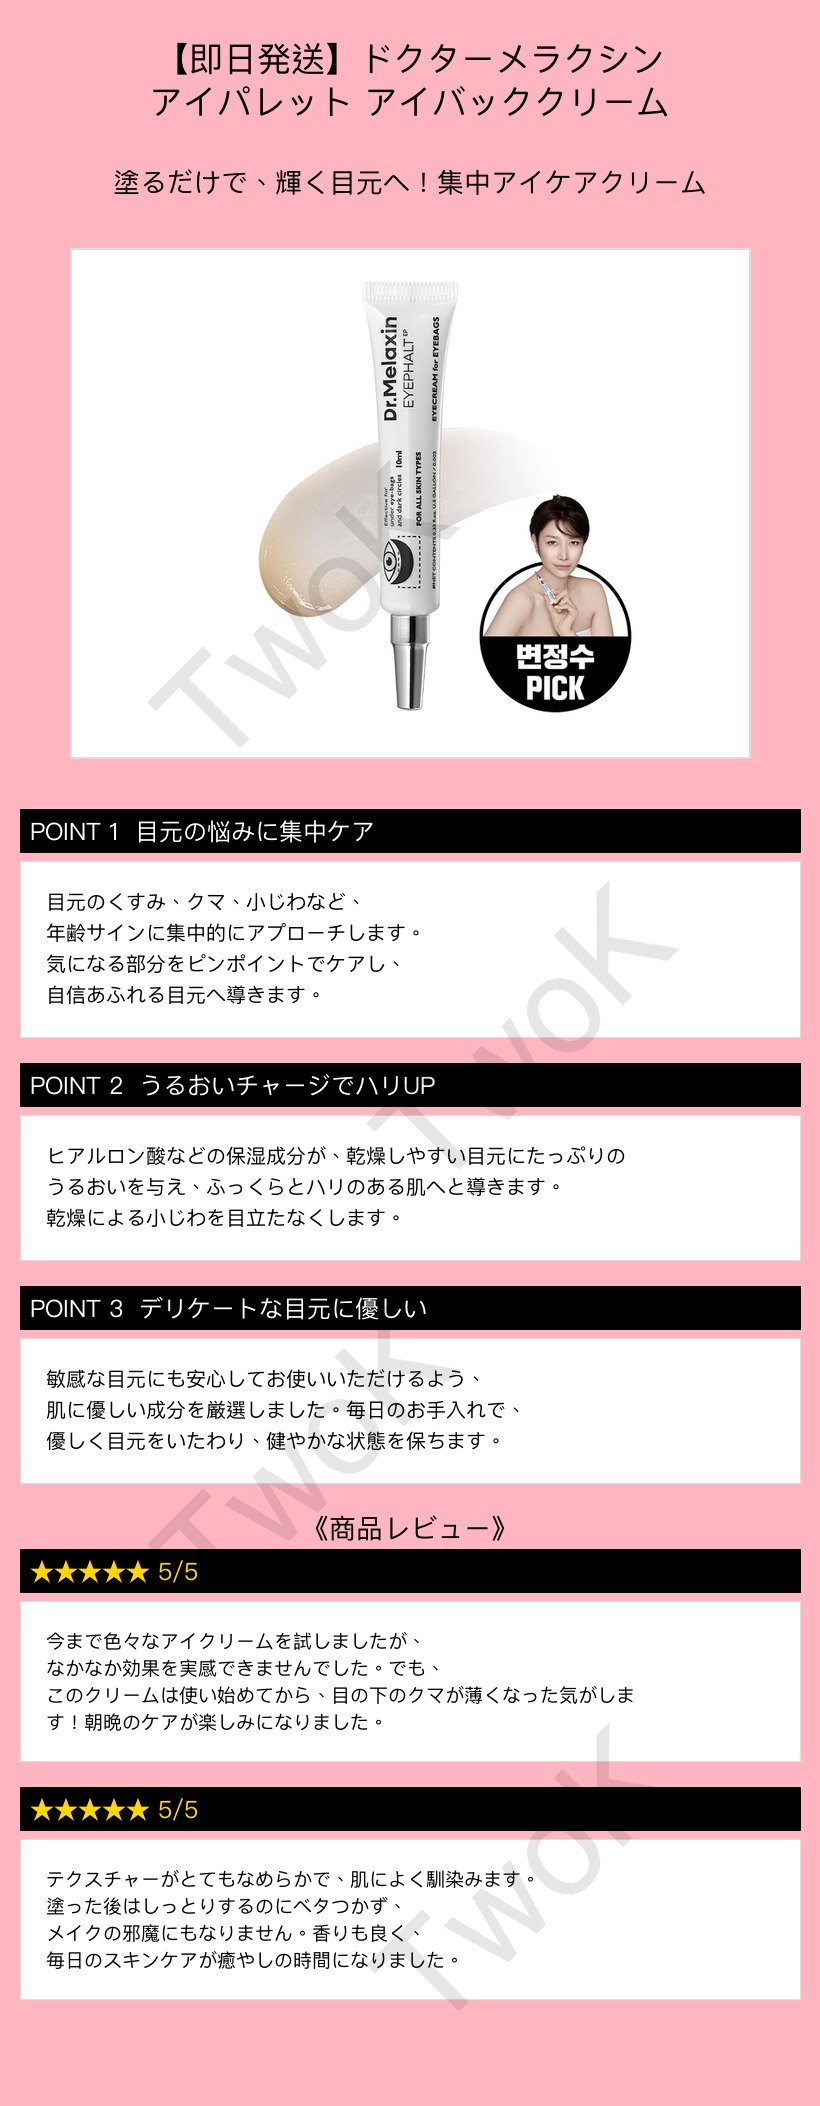 【即日発送】ドクターメラクシン
アイパレット アイバッククリーム
塗るだけで、輝く目元へ！集中アイケアクリーム
Dr.Melaxin
EYEPHALT EP
EYECREAM for EYEBAGS
Effective for
under eye-bags
and dark circles 10ml
FOR ALL SKIN TYPES
#NET CONTENTS 0.33 fl.oz. U.S GALLON / 0.002
변정수
PICK
TwoK
POINT 1 目元の悩みに集中ケア
目元のくすみ、クマ、小じわなど、
年齢サインに集中的にアプローチします。
気になる部分をピンポイントでケアし、
自信あふれる目元へ導きます。
TwoK
POINT 2 うるおいチャージでハリUP
ヒアルロン酸などの保湿成分が、乾燥しやすい目元にたっぷりの
うるおいを与え、ふっくらとハリのある肌へと導きます。
乾燥による小じわを目立たなくします。
POINT 3 デリケートな目元に優しい
敏感な目元にも安心してお使いいただけるよう、
肌に優しい成分を厳選しました。毎日のお手入れで、
優しく目元をいたわり、健やかな状態を保ちます。
TwoK
《商品レビュー》
★★★★★ 5/5
今まで色々なアイクリームを試しましたが、
なかなか効果を実感できませんでした。でも、
このクリームは使い始めてから、目の下のクマが薄くなった気がしま
す！朝晩のケアが楽しみになりました。
★★★★★ 5/5
テクスチャーがとてもなめらかで、肌によく馴染みます。
塗った後はしっとりするのにベタつかず、
メイクの邪魔にもなりません。香りも良く、
毎日のスキンケアが癒やしの時間になりました。
TwoK